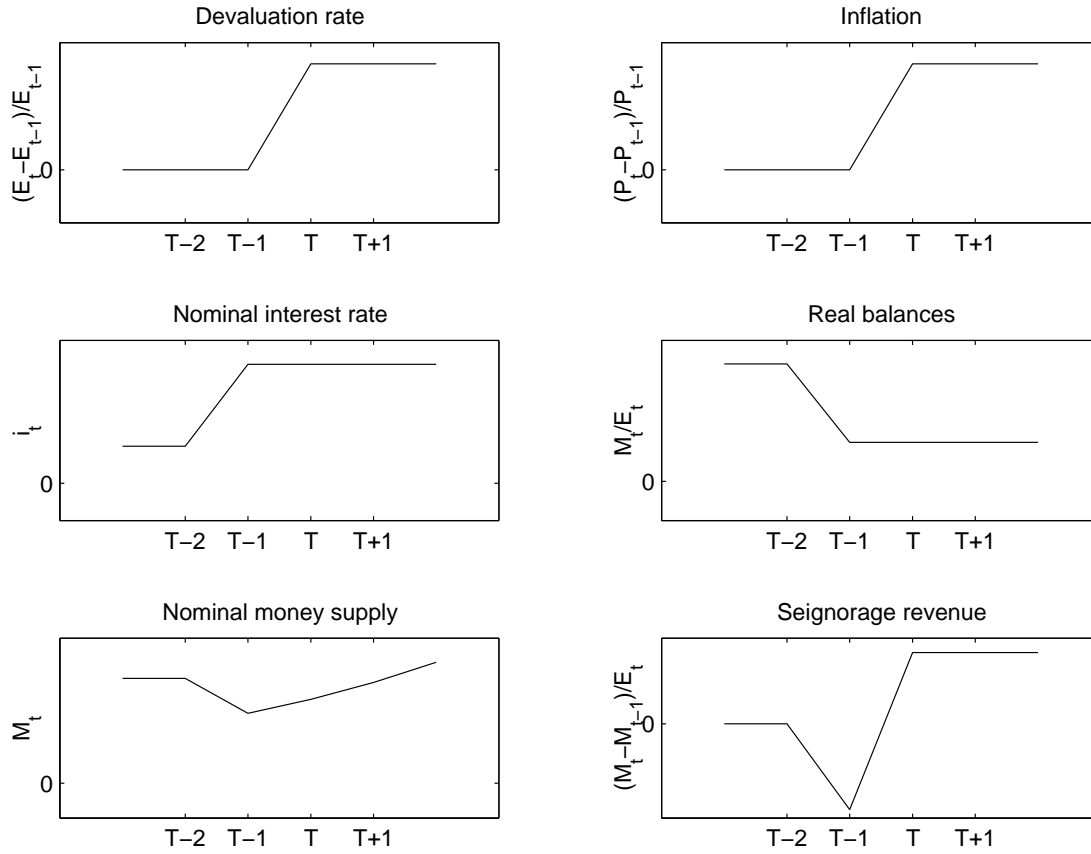 Devaluation rate
(E_t−E_{t−1})/E_{t−1}
0
T−2 T−1 T T+1
Inflation
(P_t−P_{t−1})/P_{t−1}
0
T−2 T−1 T T+1
Nominal interest rate
i_t
0
T−2 T−1 T T+1
Real balances
M_t/E_t
0
T−2 T−1 T T+1
Nominal money supply
M_t
0
T−2 T−1 T T+1
Seignorage revenue
(M_t−M_{t−1})/E_t
0
T−2 T−1 T T+1